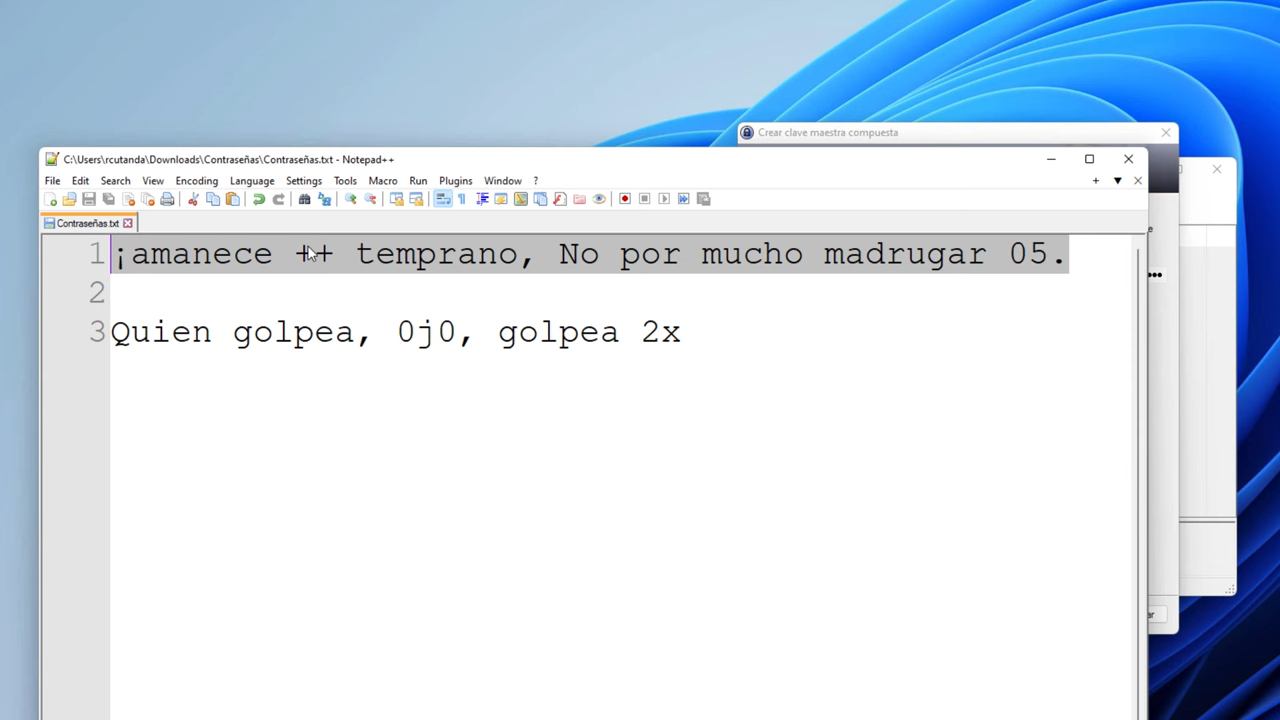 Crear clave maestra compuesta
C:\Users\rcutanda\Downloads\Contraseñas\Contraseñas.txt - Notepad++
File Edit Search View Encoding Language Settings Tools Macro Run Plugins Window ?
Contraseñas.txt
1 ¡amanece ++ temprano, No por mucho madrugar 05.
2
3 Quien golpea, 0j0, golpea 2x